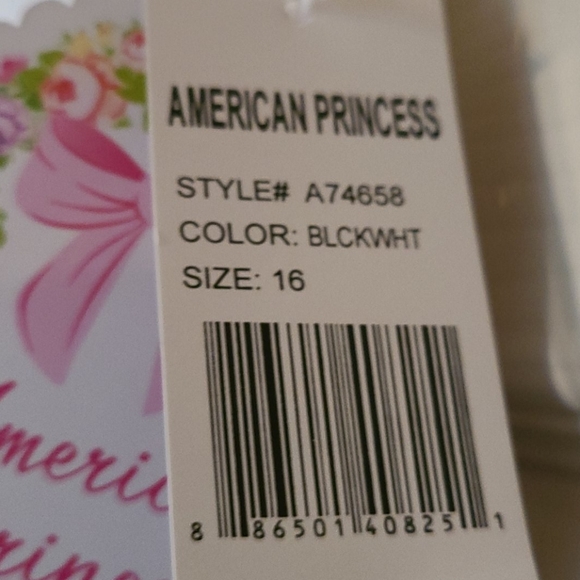 AMERICAN PRINCESS
STYLE# A74658
COLOR: BLCKWHT
SIZE: 16
8 86501 40825 1